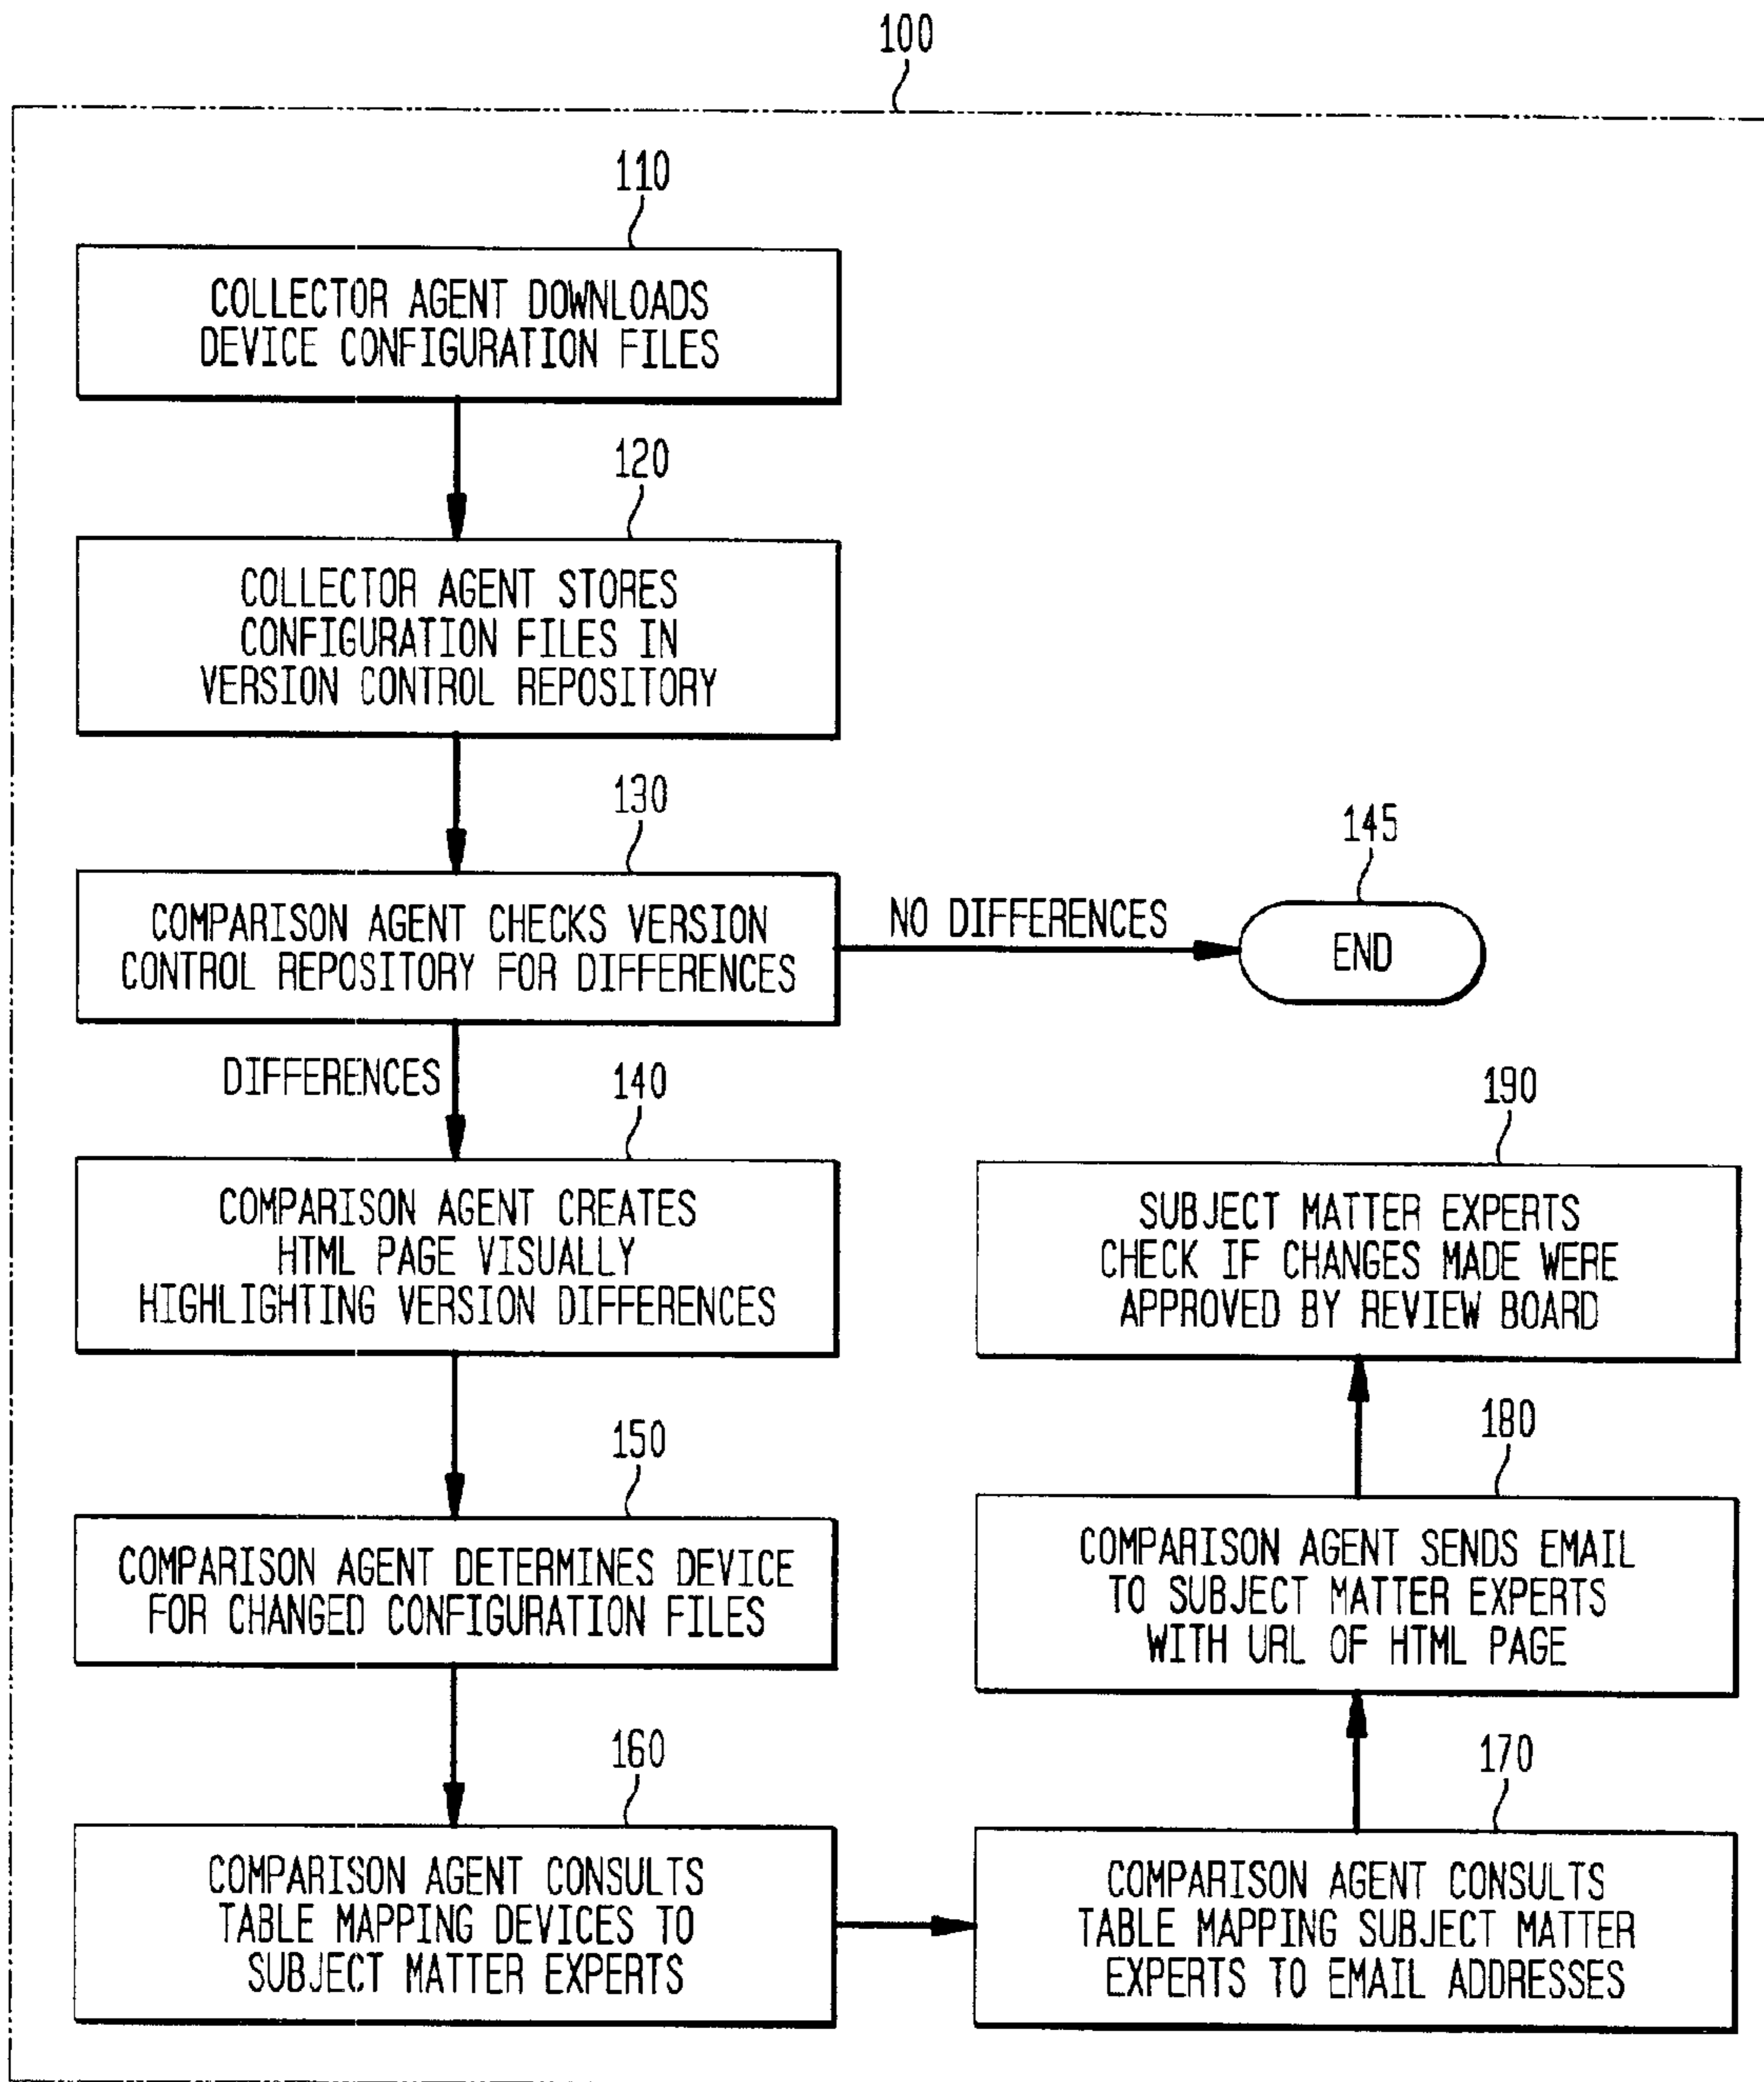 100
110
COLLECTOR AGENT DOWNLOADS
DEVICE CONFIGURATION FILES
120
COLLECTOR AGENT STORES
CONFIGURATION FILES IN
VERSION CONTROL REPOSITORY
130
COMPARISON AGENT CHECKS VERSION
CONTROL REPOSITORY FOR DIFFERENCES
NO DIFFERENCES
145
END
DIFFERENCES
140
COMPARISON AGENT CREATES
HTML PAGE VISUALLY
HIGHLIGHTING VERSION DIFFERENCES
150
COMPARISON AGENT DETERMINES DEVICE
FOR CHANGED CONFIGURATION FILES
160
COMPARISON AGENT CONSULTS
TABLE MAPPING DEVICES TO
SUBJECT MATTER EXPERTS
170
COMPARISON AGENT CONSULTS
TABLE MAPPING SUBJECT MATTER
EXPERTS TO EMAIL ADDRESSES
180
COMPARISON AGENT SENDS EMAIL
TO SUBJECT MATTER EXPERTS
WITH URL OF HTML PAGE
190
SUBJECT MATTER EXPERTS
CHECK IF CHANGES MADE WERE
APPROVED BY REVIEW BOARD